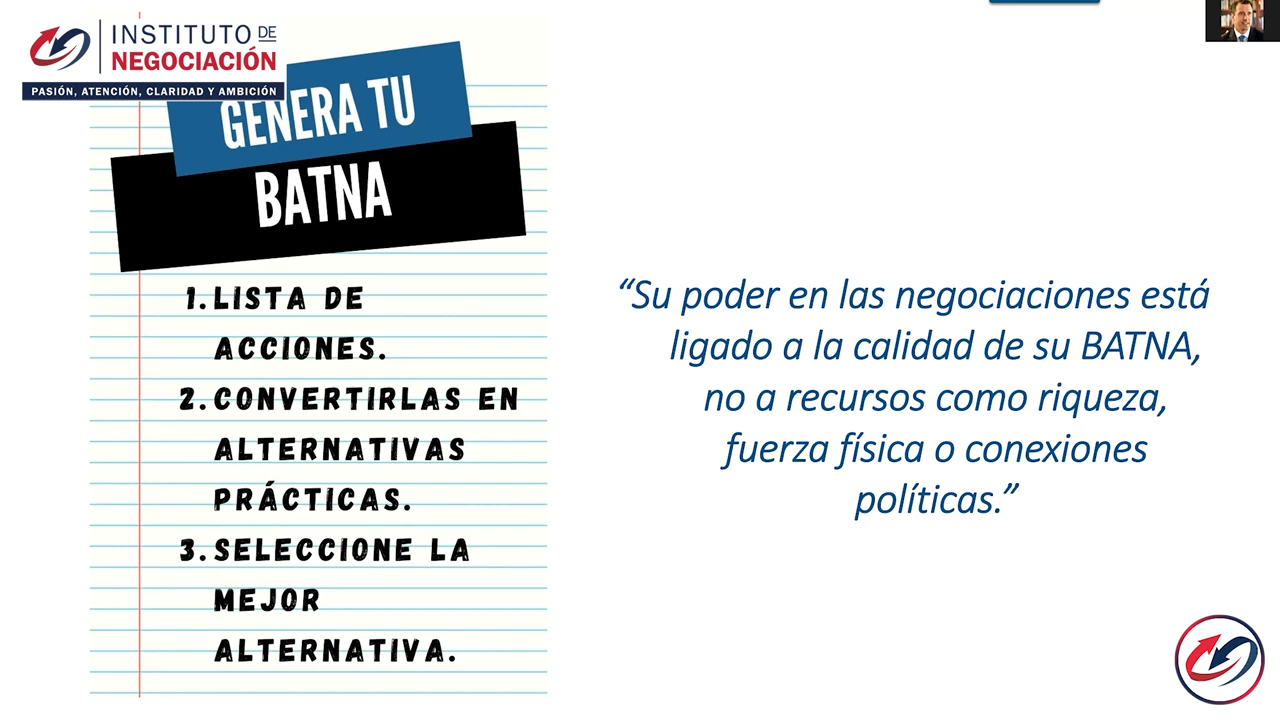 INSTITUTO DE
NEGOCIACIÓN
PASIÓN, ATENCIÓN, CLARIDAD Y AMBICIÓN
GENERA TU
BATNA
1. LISTA DE
ACCIONES.
2. CONVERTIRLAS EN
ALTERNATIVAS
PRÁCTICAS.
3. SELECCIONE LA
MEJOR
ALTERNATIVA.
“Su poder en las negociaciones está
ligado a la calidad de su BATNA,
no a recursos como riqueza,
fuerza física o conexiones
políticas.”